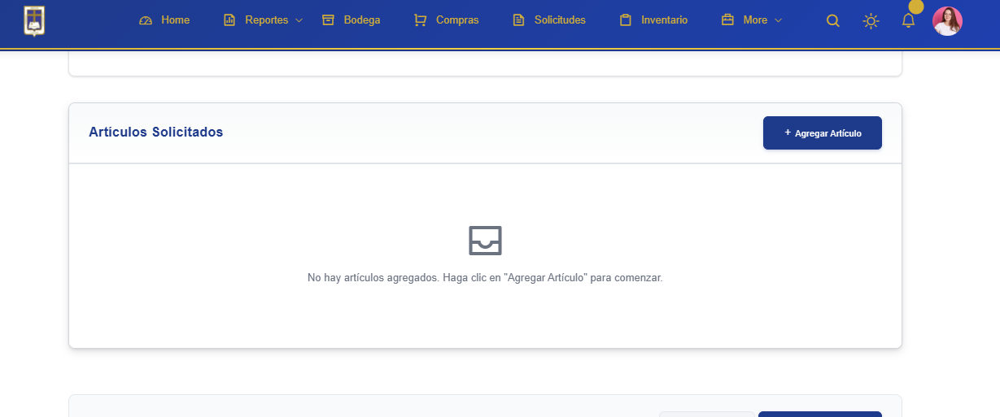 Home Reportes Bodega Compras Solicitudes Inventario More
Artículos Solicitados
+ Agregar Artículo
No hay artículos agregados. Haga clic en "Agregar Artículo" para comenzar.